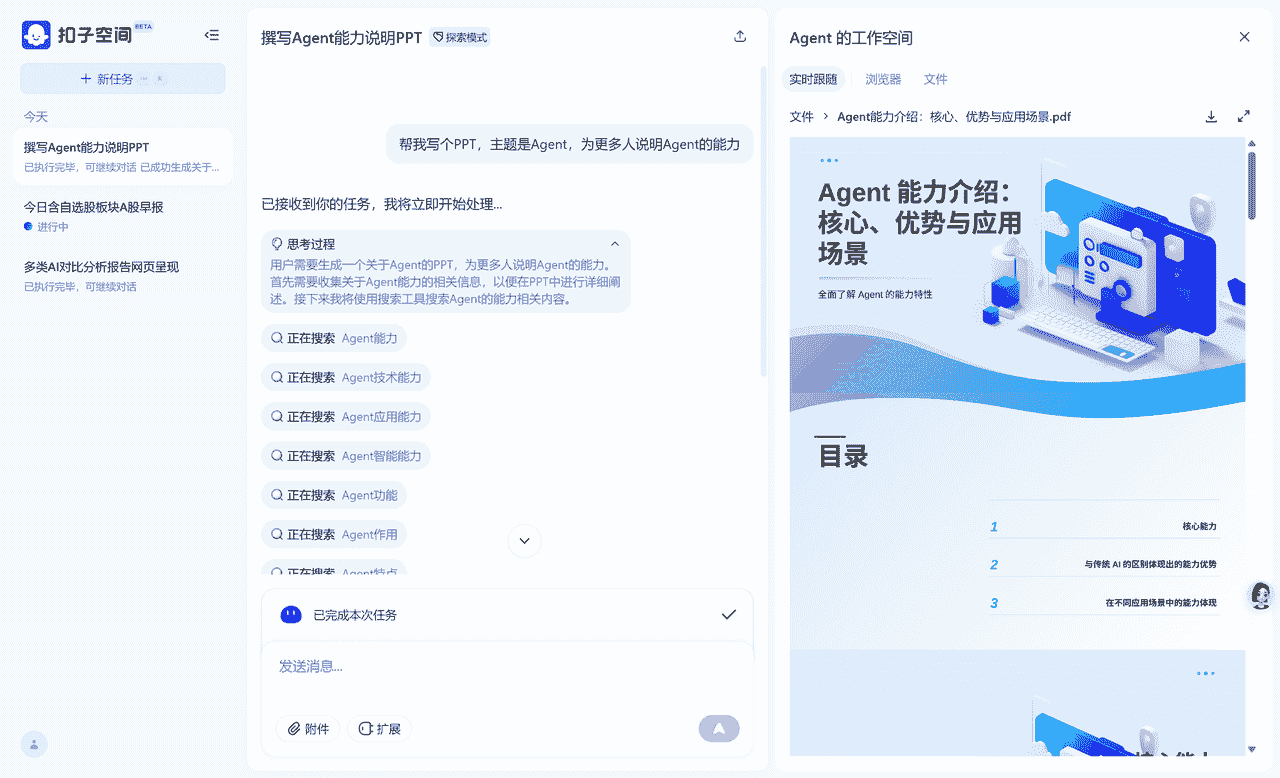 扣子空间 BETA
新任务
今天
撰写Agent能力说明PPT
已执行完毕，可继续对话 已成功生成关于...
今日含自选股板块A股早报
进行中
多类AI对比分析报告网页呈现
已执行完毕，可继续对话
撰写Agent能力说明PPT 探索模式
帮我写个PPT，主题是Agent，为更多人说明Agent的能力
已接收到你的任务，我将立即开始处理...
思考过程
用户需要生成一个关于Agent的PPT，为更多人说明Agent的能力。
首先需要收集关于Agent能力的相关信息，以便在PPT中进行详细阐
述。接下来我将使用搜索工具搜索Agent的能力相关内容。
正在搜索 Agent能力
正在搜索 Agent技术能力
正在搜索 Agent应用能力
正在搜索 Agent智能能力
正在搜索 Agent功能
正在搜索 Agent作用
正在搜索 Agent特点
已完成本次任务
发送消息...
附件
扩展
Agent 的工作空间
实时跟随 浏览器 文件
文件 > Agent能力介绍：核心、优势与应用场景.pdf
Agent 能力介绍：
核心、优势与应用
场景
全面了解 Agent 的能力特性
目录
1 核心能力
2 与传统 AI 的区别体现出的能力优势
3 在不同应用场景中的能力体现